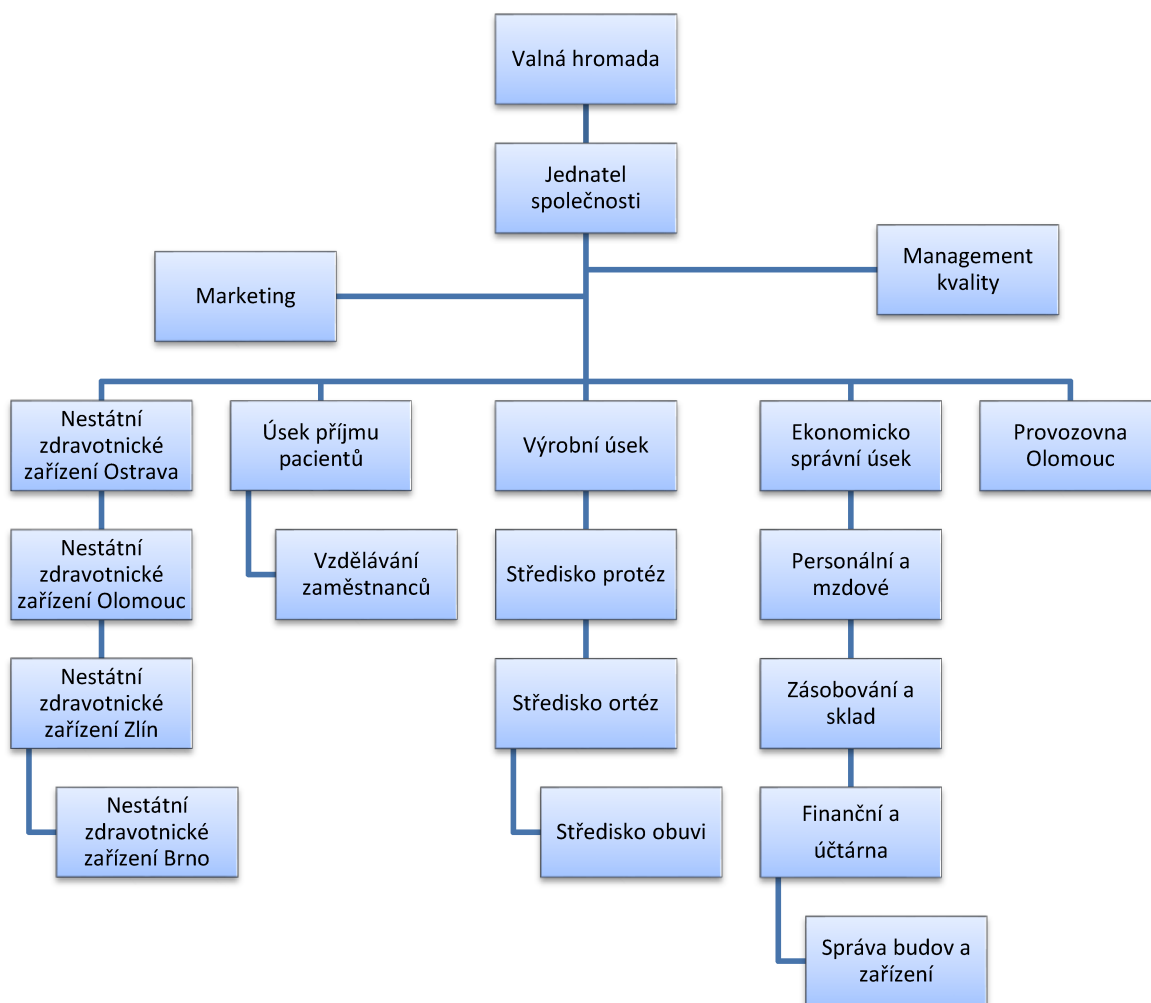 Valná hromada
Jednatel
společnosti
Management
kvality
Marketing
Nestátní
zdravotnické
zařízení Ostrava
Úsek příjmu
pacientů
Výrobní úsek
Ekonomicko
správní úsek
Provozovna
Olomouc
Nestátní
zdravotnické
zařízení Olomouc
Vzdělávání
zaměstnanců
Středisko protéz
Personální a
mzdové
Nestátní
zdravotnické
zařízení Zlín
Středisko ortéz
Zásobování a
sklad
Nestátní
zdravotnické
zařízení Brno
Středisko obuvi
Finanční a
účtárna
Správa budov a
zařízení